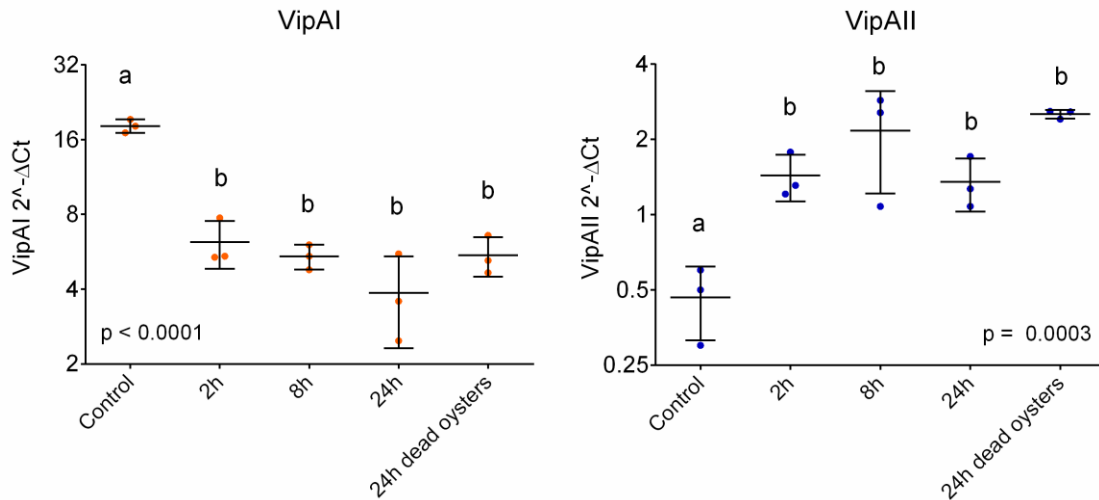 VipAI
VipAI 2^-ΔCt
32
16
8
4
2
a
b
b
b
b
p < 0.0001
Control
2h
8h
24h
24h dead oysters
VipAII
VipAII 2^-ΔCt
4
2
1
0.5
0.25
a
b
b
b
b
p = 0.0003
Control
2h
8h
24h
24h dead oysters